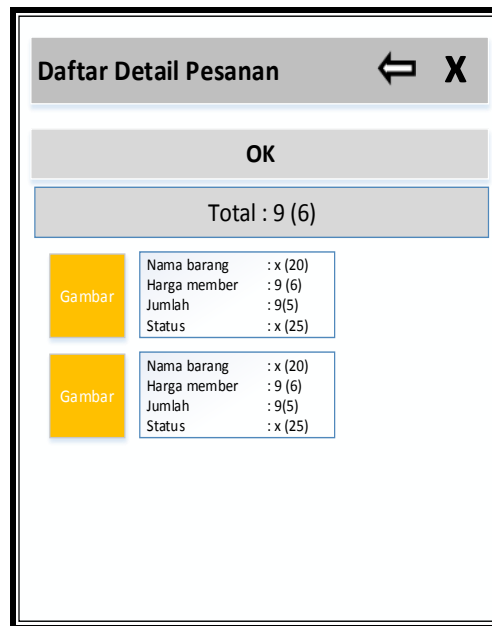 Daftar Detail Pesanan X
OK
Total : 9 (6)
Gambar
Nama barang : x (20)
Harga member : 9 (6)
Jumlah : 9(5)
Status : x (25)
Gambar
Nama barang : x (20)
Harga member : 9 (6)
Jumlah : 9(5)
Status : x (25)